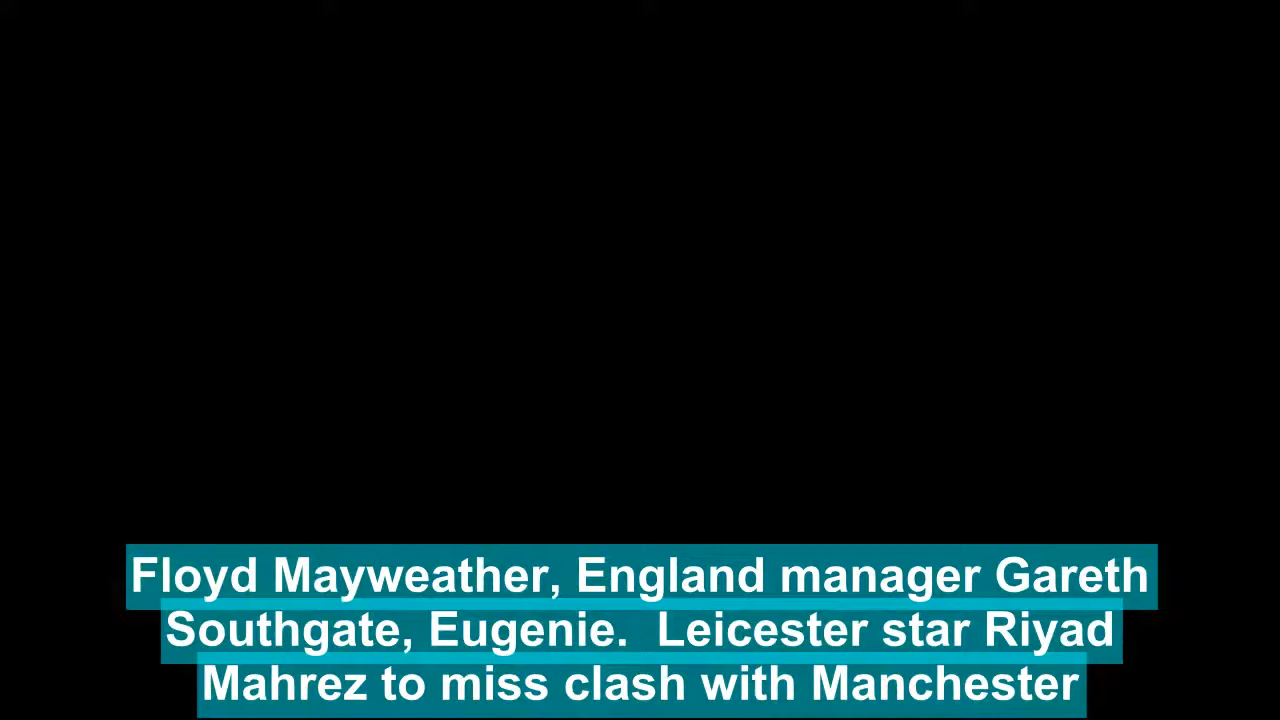 Floyd Mayweather, England manager Gareth
Southgate, Eugenie.  Leicester star Riyad
Mahrez to miss clash with Manchester